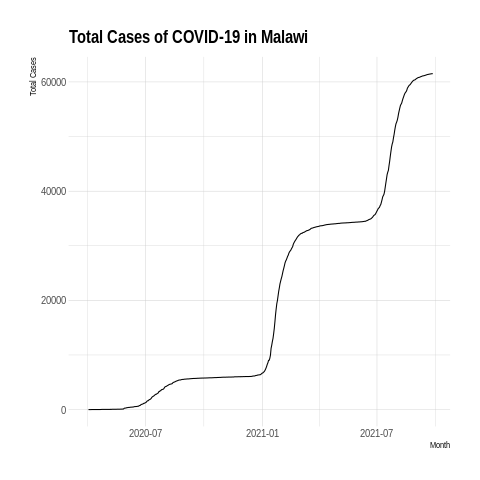 Total Cases of COVID-19 in Malawi
Total Cases
60000
40000
20000
0
2020-07 2021-01 2021-07
Month